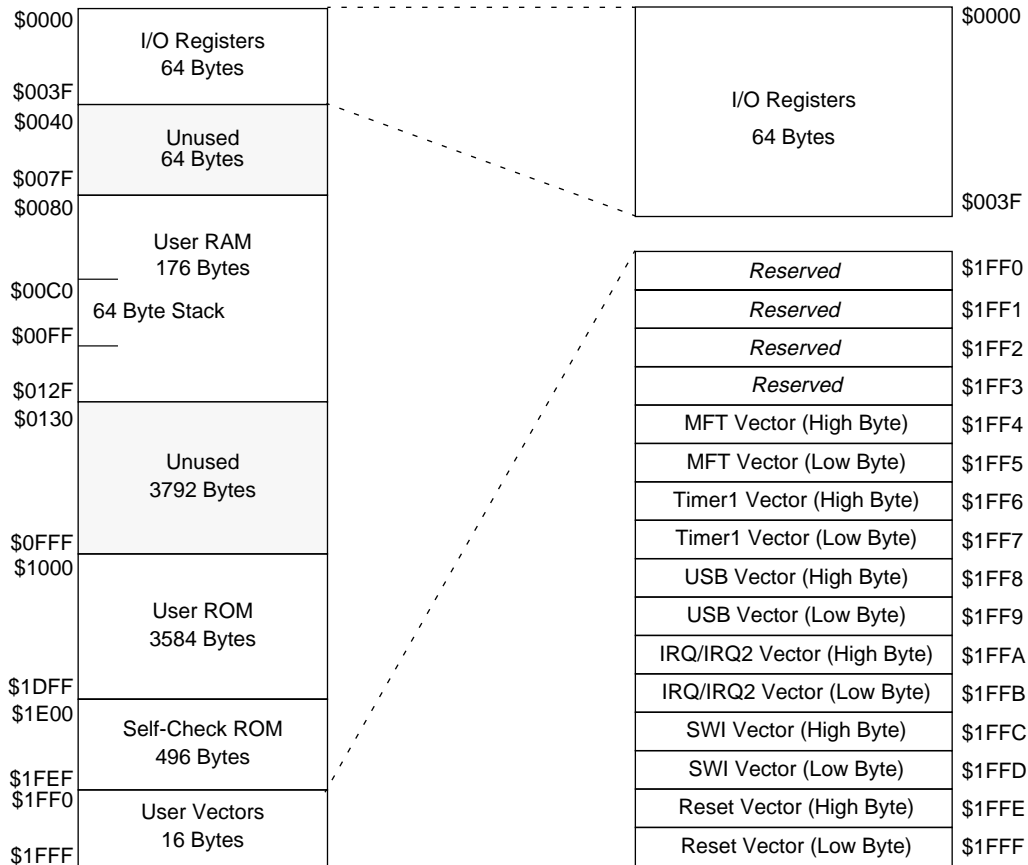 $0000
I/O Registers
64 Bytes
$003F
$0040
Unused
64 Bytes
$007F
$0080
User RAM
176 Bytes
$00C0
64 Byte Stack
$00FF
$012F
$0130
Unused
3792 Bytes
$0FFF
$1000
User ROM
3584 Bytes
$1DFF
$1E00
Self-Check ROM
496 Bytes
$1FEF
$1FF0
User Vectors
16 Bytes
$1FFF
$0000
I/O Registers
64 Bytes
$003F
Reserved $1FF0
Reserved $1FF1
Reserved $1FF2
Reserved $1FF3
MFT Vector (High Byte) $1FF4
MFT Vector (Low Byte) $1FF5
Timer1 Vector (High Byte) $1FF6
Timer1 Vector (Low Byte) $1FF7
USB Vector (High Byte) $1FF8
USB Vector (Low Byte) $1FF9
IRQ/IRQ2 Vector (High Byte) $1FFA
IRQ/IRQ2 Vector (Low Byte) $1FFB
SWI Vector (High Byte) $1FFC
SWI Vector (Low Byte) $1FFD
Reset Vector (High Byte) $1FFE
Reset Vector (Low Byte) $1FFF